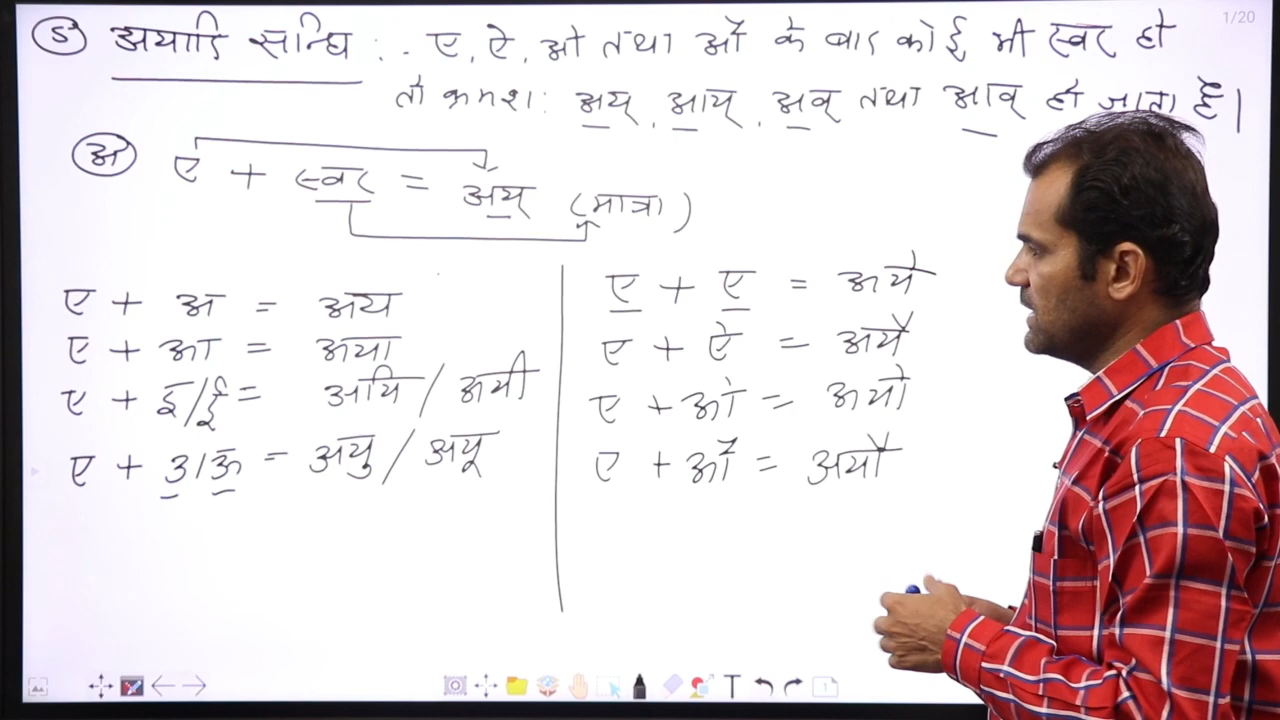 1/20
(5) अयादि सन्धि :- ए, ऐ, ओ तथा औ के बाद कोई भी स्वर हो
तो क्रमश: अय्, आय्, अव् तथा आव् हो जाता है।
(अ) ए + स्वर = अय् (मात्रा)
ए + अ = अय
ए + आ = अया
ए + इ/ई = अयि / अयी
ए + उ/ऊ = अयु / अयू
ए + ए = अये
ए + ऐ = अयै
ए + ओ = अयो
ए + औ = अयौ
T
1